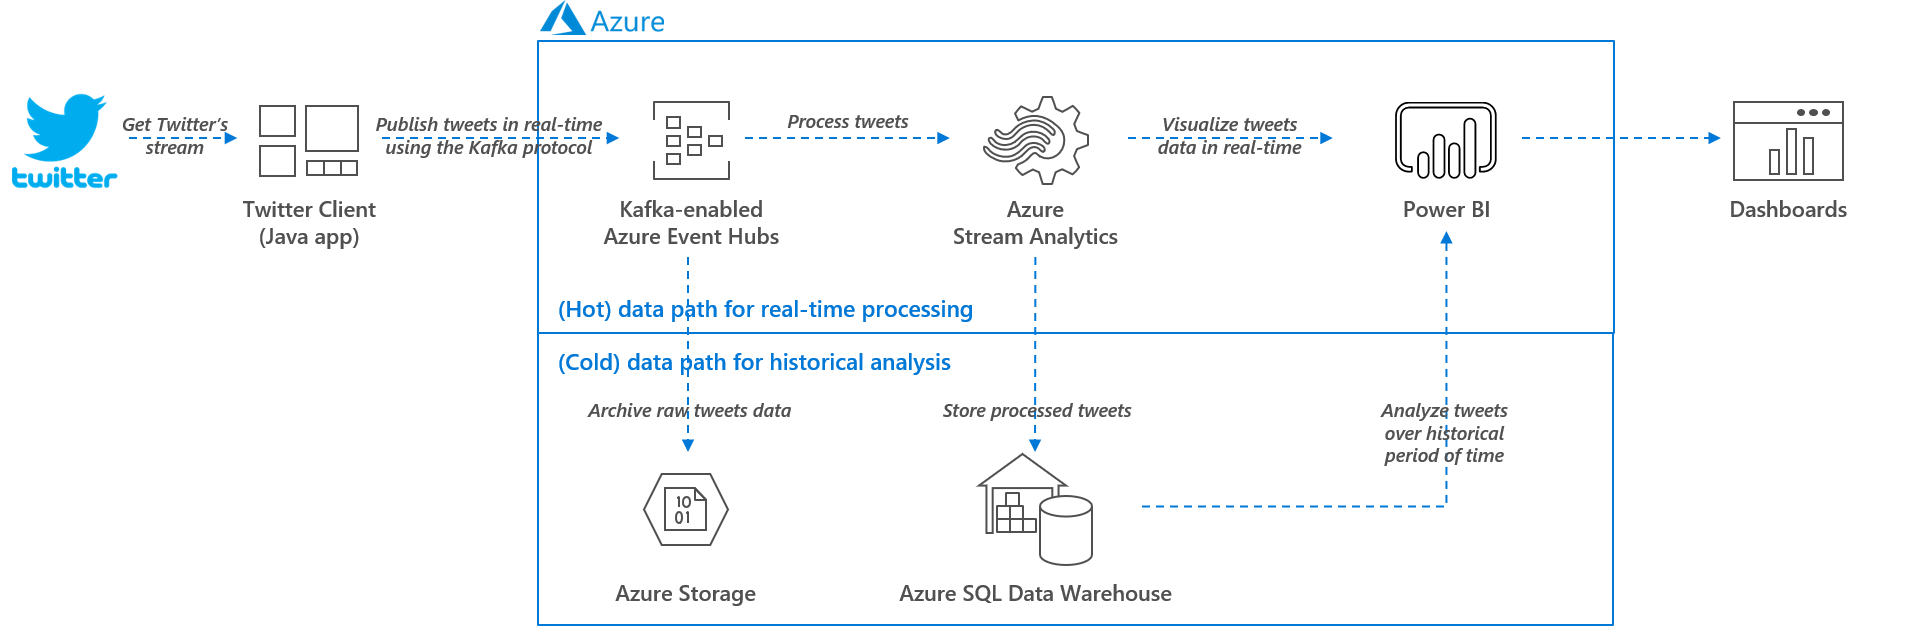 Azure
twitter
Get Twitter's
stream
Twitter Client
(Java app)
Publish tweets in real-time
using the Kafka protocol
Kafka-enabled
Azure Event Hubs
Process tweets
Azure
Stream Analytics
Visualize tweets
data in real-time
Power BI
Dashboards
(Hot) data path for real-time processing
(Cold) data path for historical analysis
Archive raw tweets data
Store processed tweets
Analyze tweets
over historical
period of time
10
01
Azure Storage
Azure SQL Data Warehouse